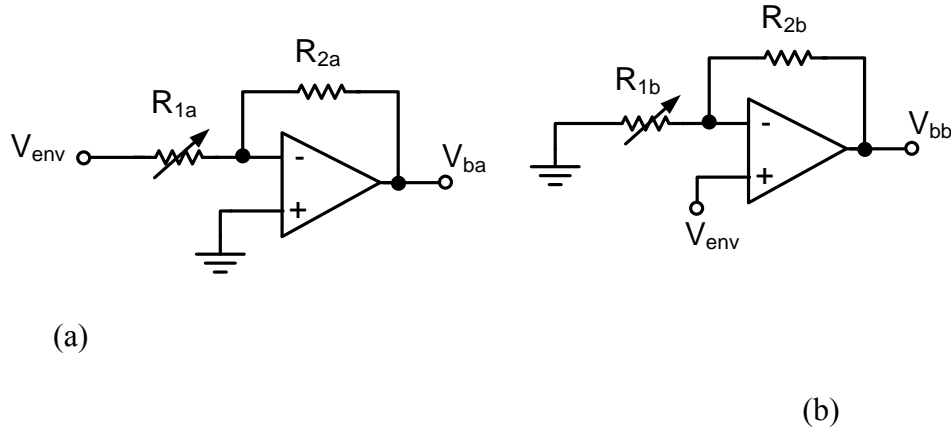 R2a
R1a
Venv
-
+
Vba
(a)
R2b
R1b
-
+
Vbb
Venv
(b)